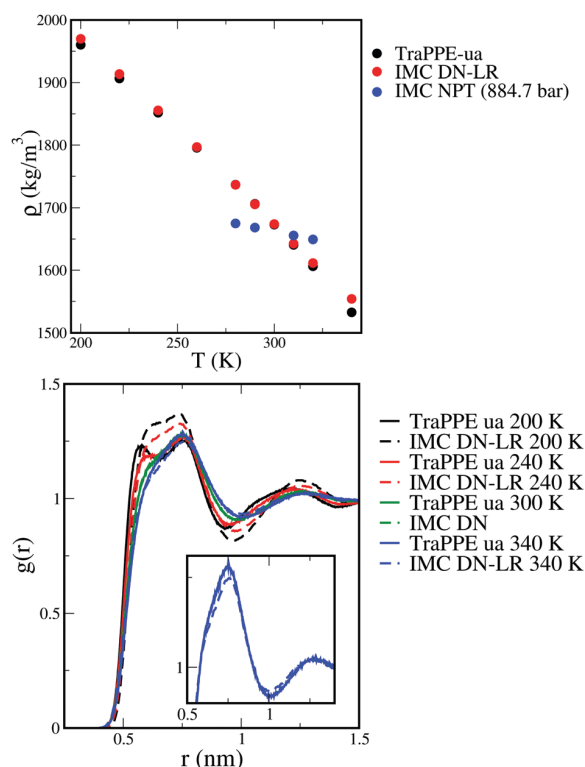 2000
1900
1800
1700
1600
1500
ρ (kg/m³)
200
250
300
T (K)
TraPPE-ua
IMC DN-LR
IMC NPT (884.7 bar)
1.5
1
0.5
0
g(r)
0.5
1
1.5
r (nm)
1
0.5
1
TraPPE ua 200 K
IMC DN-LR 200 K
TraPPE ua 240 K
IMC DN-LR 240 K
TraPPE ua 300 K
IMC DN
TraPPE ua 340 K
IMC DN-LR 340 K